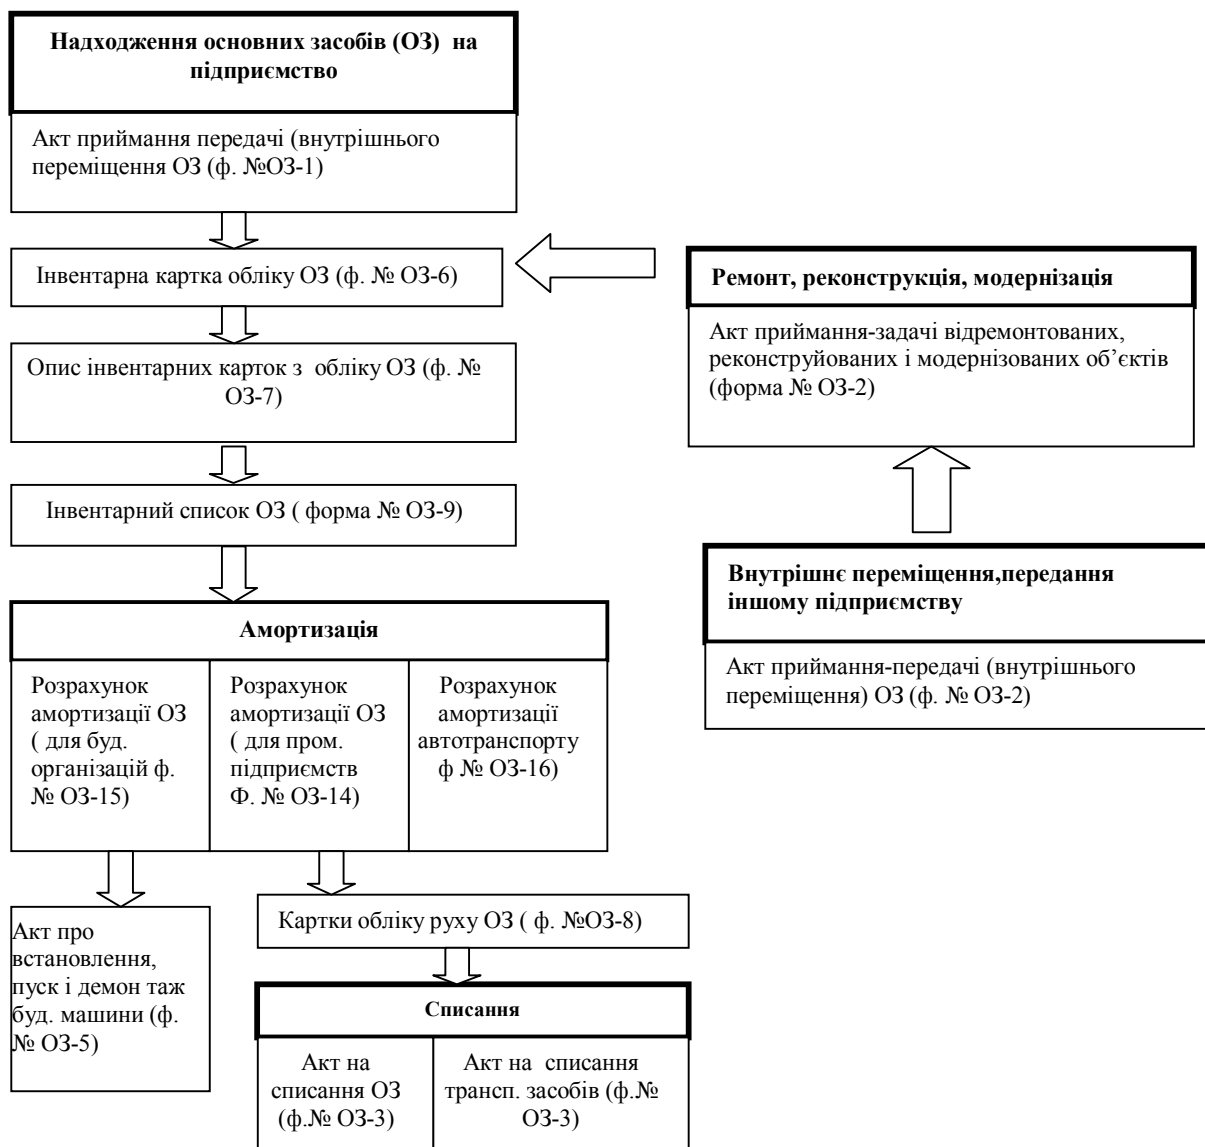 Надходження основних засобів (ОЗ) на
підприємство
Акт приймання передачі (внутрішнього
переміщення ОЗ (ф. №ОЗ-1)
Інвентарна картка обліку ОЗ (ф. № ОЗ-6)
Опис інвентарних карток з обліку ОЗ (ф. №
ОЗ-7)
Інвентарний список ОЗ ( форма № ОЗ-9)
Ремонт, реконструкція, модернізація
Акт приймання-задачі відремонтованих,
реконструйованих і модернізованих об’єктів
(форма № ОЗ-2)
Внутрішнє переміщення,передання
іншому підприємству
Акт приймання-передачі (внутрішнього
переміщення) ОЗ (ф. № ОЗ-2)
Амортизація
Розрахунок
амортизації ОЗ
( для буд.
організацій ф.
№ ОЗ-15)
Розрахунок
амортизації ОЗ
( для пром.
підприємств
Ф. № ОЗ-14)
Розрахунок
амортизації
автотранспорту
ф № ОЗ-16)
Акт про
встановлення,
пуск і демон таж
буд. машини (ф.
№ ОЗ-5)
Картки обліку руху ОЗ ( ф. №ОЗ-8)
Списання
Акт на
списання ОЗ
(ф.№ ОЗ-3)
Акт на списання
трансп. засобів (ф.№
ОЗ-3)